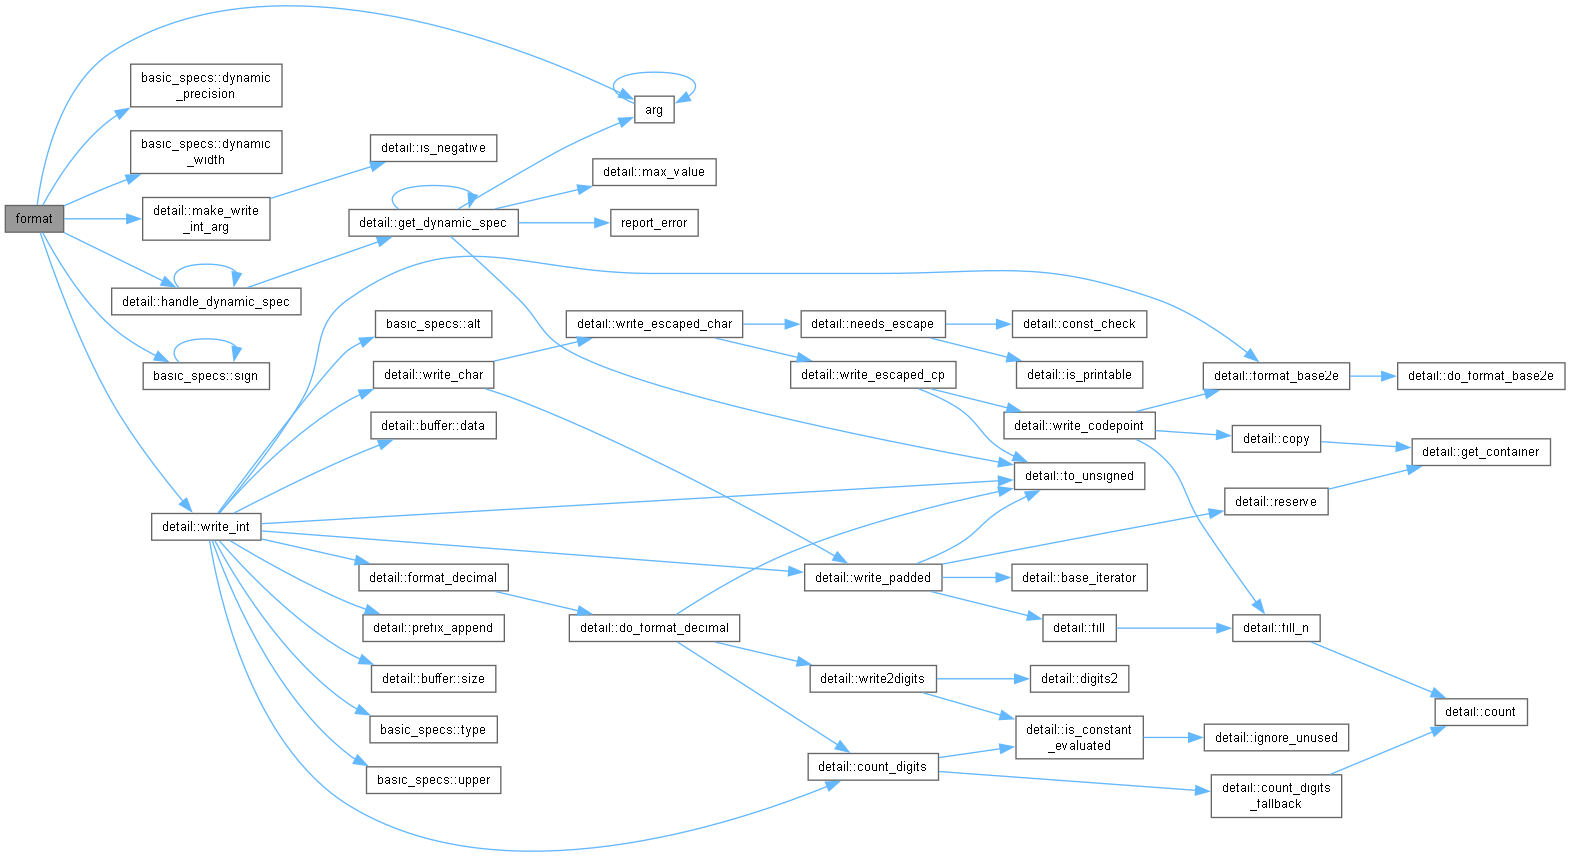 format
basic_specs::dynamic
_precision
basic_specs::dynamic
_width
detail::make_write
_int_arg
detail::handle_dynamic_spec
basic_specs::sign
detail::write_int
detail::is_negative
detail::get_dynamic_spec
basic_specs::alt
detail::write_char
detail::buffer::data
detail::format_decimal
detail::prefix_append
detail::buffer::size
basic_specs::type
basic_specs::upper
arg
detail::max_value
report_error
detail::write_escaped_char
detail::do_format_decimal
detail::needs_escape
detail::write_escaped_cp
detail::write_padded
detail::write2digits
detail::count_digits
detail::const_check
detail::is_printable
detail::write_codepoint
detail::to_unsigned
detail::base_iterator
detail::fill
detail::digits2
detail::is_constant
_evaluated
detail::format_base2e
detail::copy
detail::reserve
detail::fill_n
detail::ignore_unused
detail::count_digits
_fallback
detail::do_format_base2e
detail::get_container
detail::count